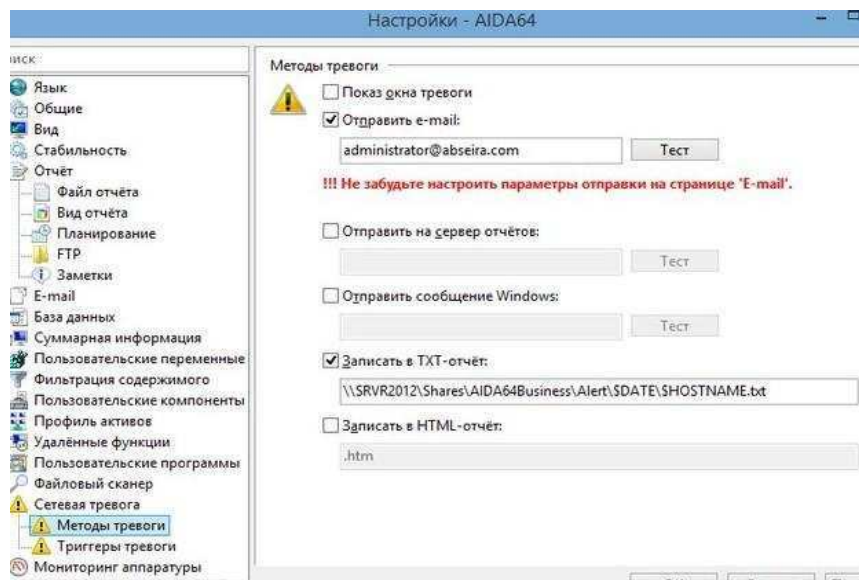 Настройки - AIDA64
Язык
Общие
Вид
Стабильность
Отчёт
Файл отчёта
Вид отчёта
Планирование
FTP
Заметки
E-mail
База данных
Суммарная информация
Пользовательские переменные
Фильтрация содержимого
Пользовательские компоненты
Профиль активов
Удалённые функции
Пользовательские программы
Файловый сканер
Сетевая тревога
Методы тревоги
Триггеры тревоги
Мониторинг аппаратуры
Методы тревоги
Показ окна тревоги
Отправить e-mail:
administrator@abseira.com Тест
!!! Не забудьте настроить параметры отправки на странице 'E-mail'.
Отправить на сервер отчётов:
Тест
Отправить сообщение Windows:
Тест
Записать в TXT-отчёт:
\\SRVR2012\Shares\AIDA64Business\Alert\$DATE\$HOSTNAME.txt
Записать в HTML-отчёт:
.htm